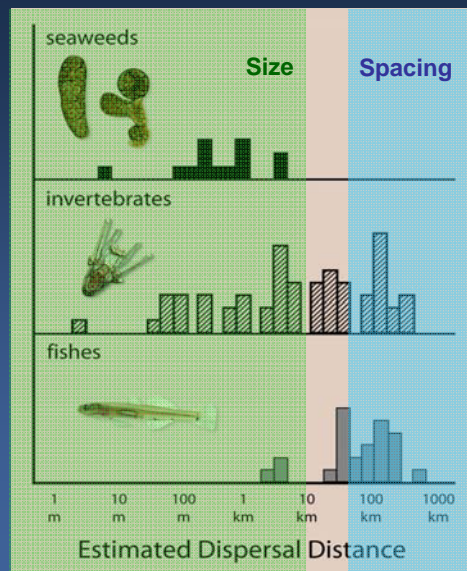 seaweeds
Size Spacing
invertebrates
fishes
1 10 100 1 10 100 1000
m m m km km km km
Estimated Dispersal Distance